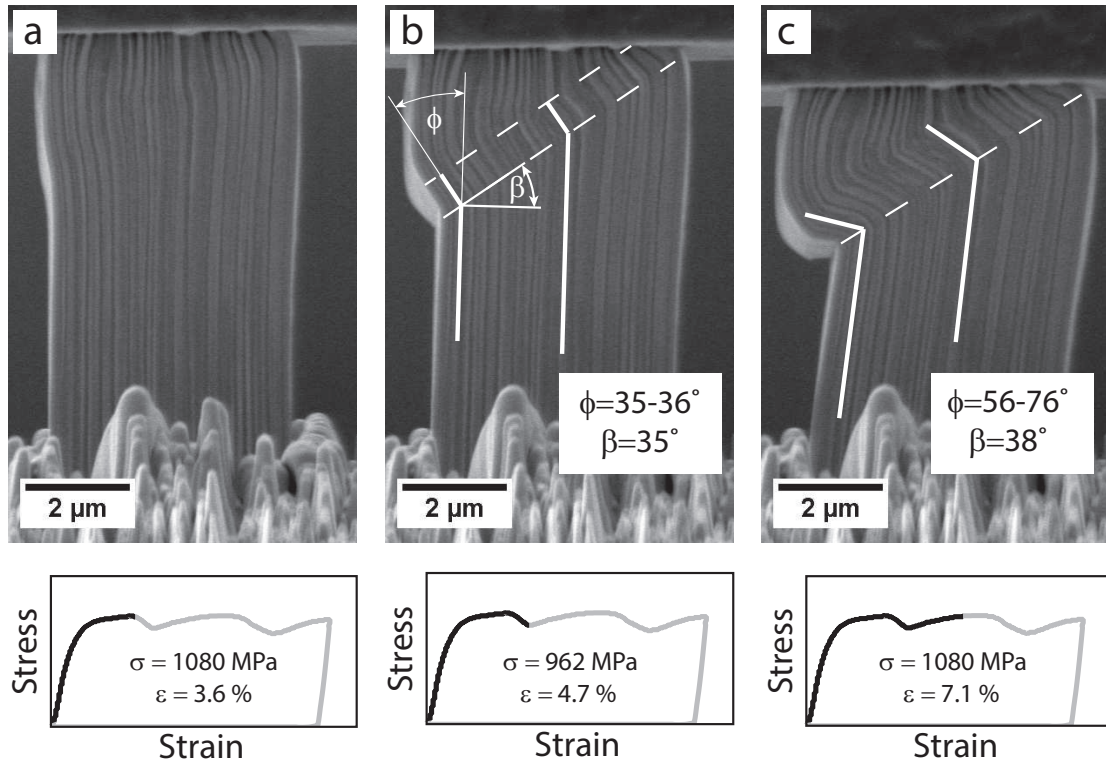 a
b
c
ϕ
β
ϕ=35-36˚
β=35˚
ϕ=56-76˚
β=38˚
2 µm
2 µm
2 µm
Stress
σ = 1080 MPa
ε = 3.6 %
Strain
Stress
σ = 962 MPa
ε = 4.7 %
Strain
Stress
σ = 1080 MPa
ε = 7.1 %
Strain